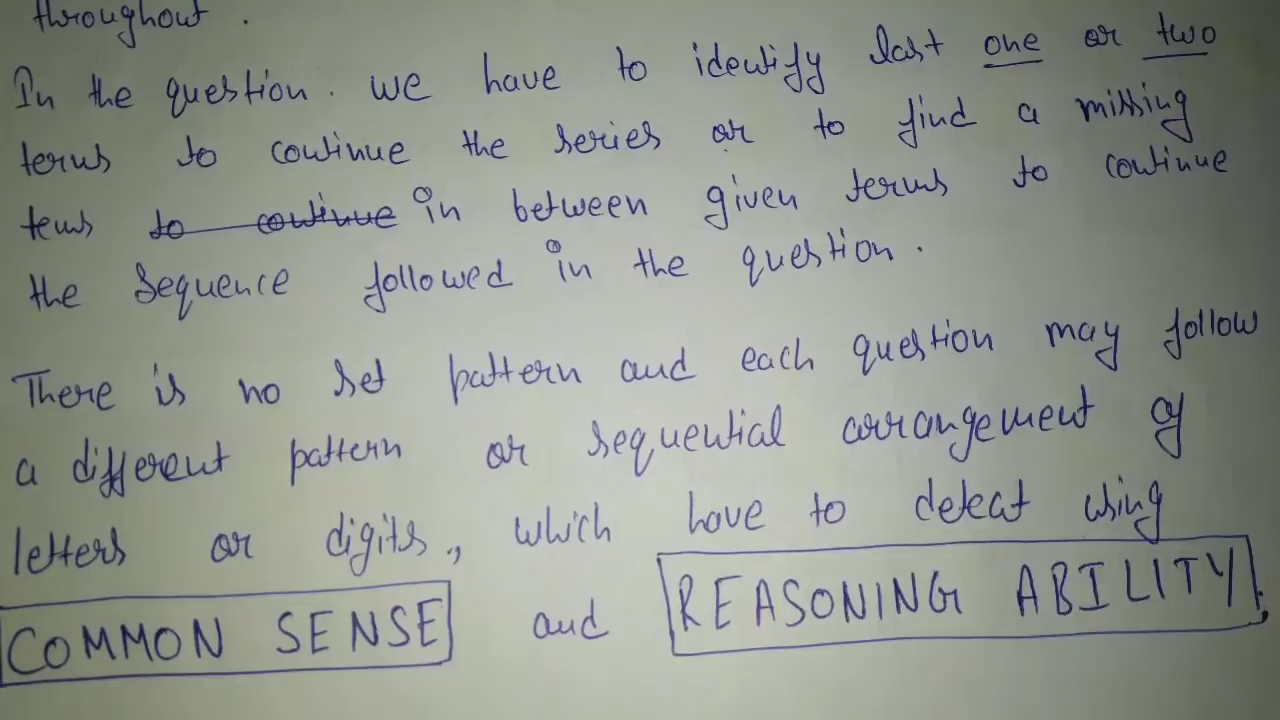 throughout.
In the question. we have to identify last one or two
terms to continue the series or to find a missing
tems to continue in between given terms to continue
the sequence followed in the question.
There is no set pattern and each question may follow
a different pattern or sequential arrangement of
letters or digits, which have to deteat using
COMMON SENSE and REASONING ABILITY.